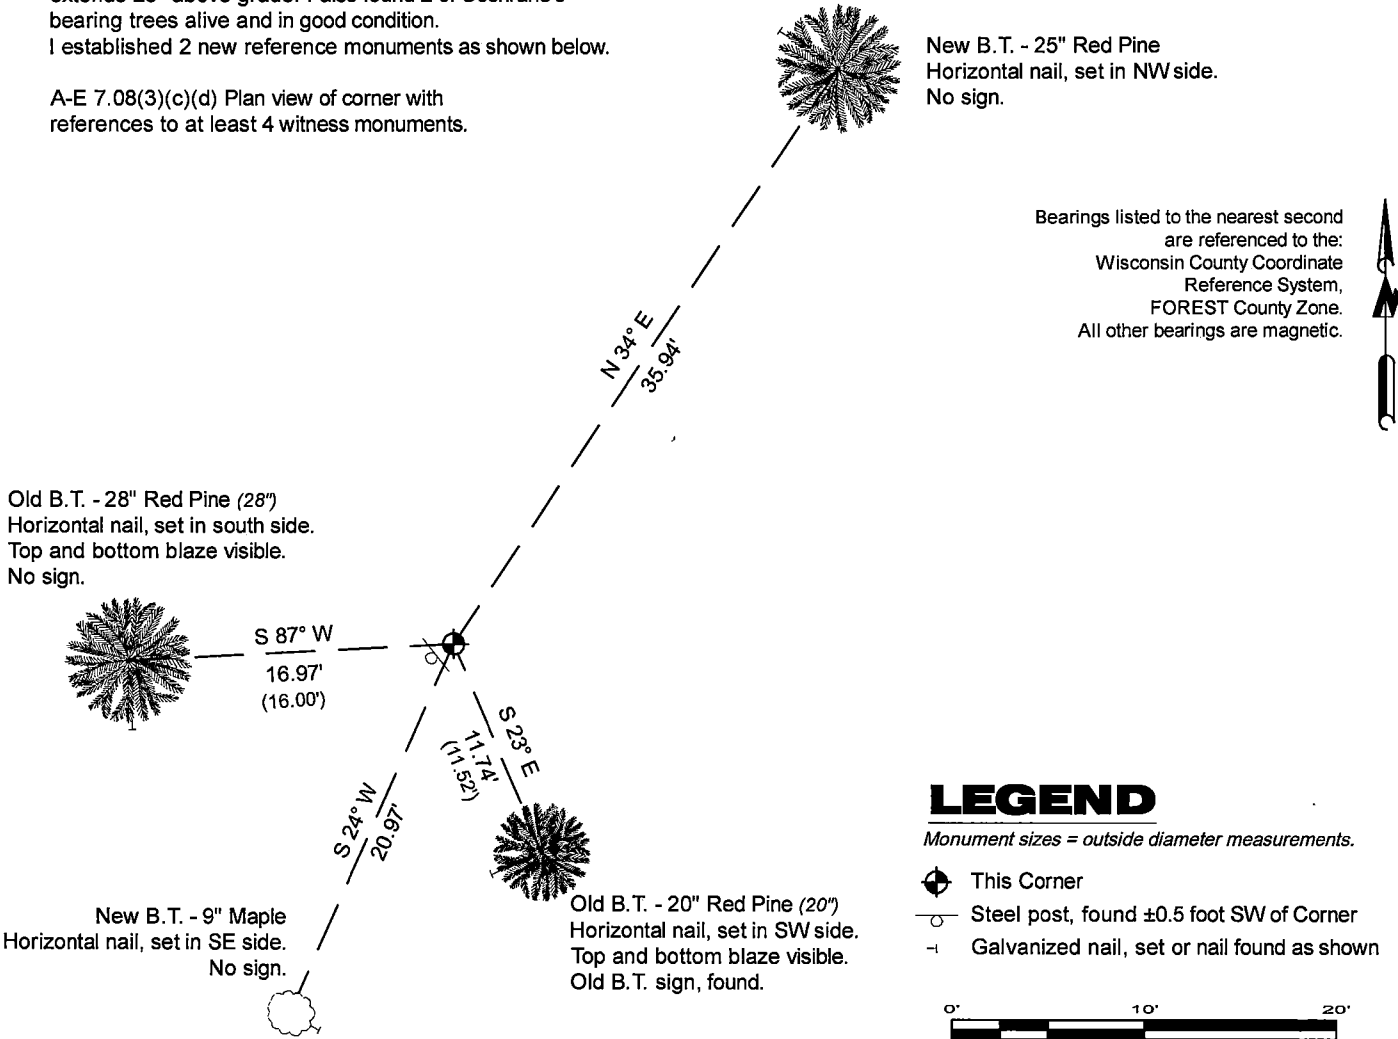 bearing trees alive and in good condition.
I established 2 new reference monuments as shown below.
A-E 7.08(3)(c)(d) Plan view of corner with
references to at least 4 witness monuments.
New B.T. - 25" Red Pine
Horizontal nail, set in NW side.
No sign.
Bearings listed to the nearest second
are referenced to the:
Wisconsin County Coordinate
Reference System,
FOREST County Zone.
All other bearings are magnetic.
N
N 34° E
35.94'
Old B.T. - 28" Red Pine (28")
Horizontal nail, set in south side.
Top and bottom blaze visible.
No sign.
S 87° W
16.97'
(16.00')
S 23° E
11.74'
(11.52')
S 24° W
20.97'
New B.T. - 9" Maple
Horizontal nail, set in SE side.
No sign.
Old B.T. - 20" Red Pine (20")
Horizontal nail, set in SW side.
Top and bottom blaze visible.
Old B.T. sign, found.
LEGEND
Monument sizes = outside diameter measurements.
This Corner
Steel post, found ±0.5 foot SW of Corner
Galvanized nail, set or nail found as shown
0' 10' 20'